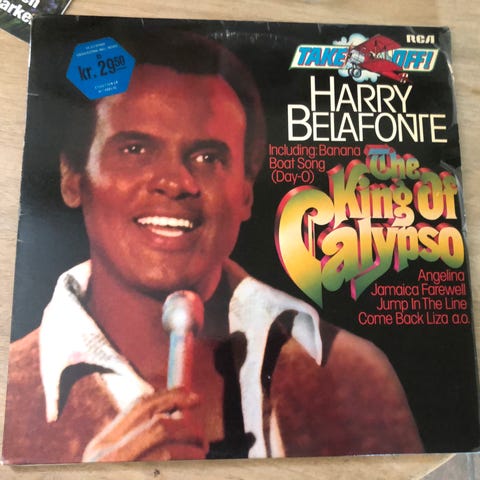 RCA
TAKE OFF!
kr. 29.50
HARRY
BELAFONTE
Including: Banana
Boat Song
(Day-O)
The
King Of
Calypso
Angelina
Jamaica Farewell
Jump In The Line
Come Back Liza a.o.